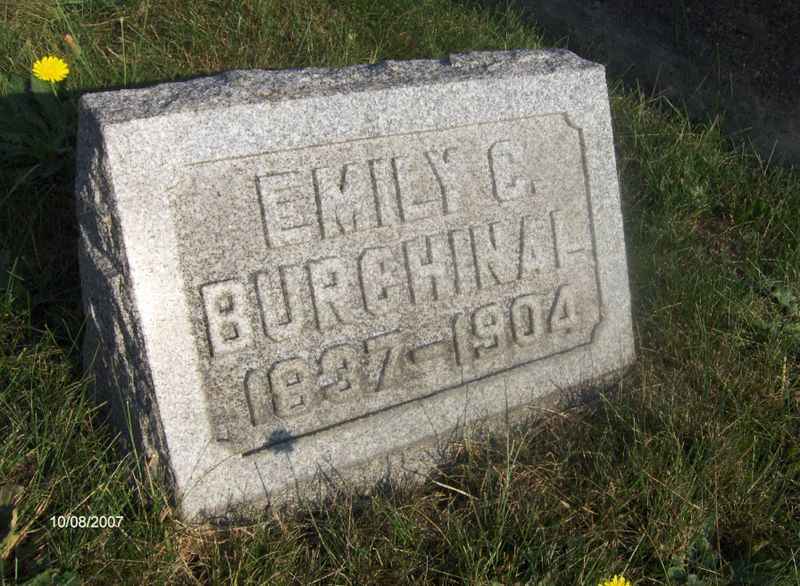 EMILY C.
BURCHINAL
1837-1904
10/08/2007